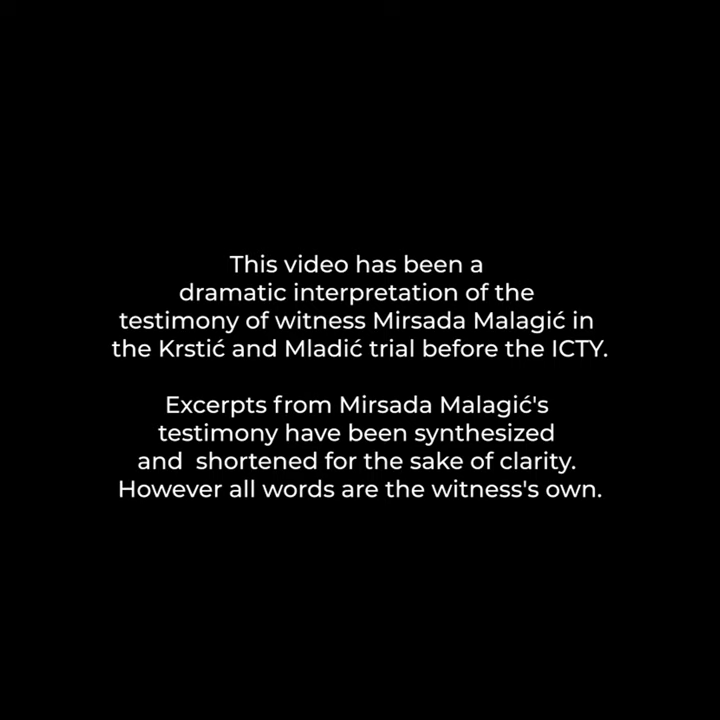 This video has been a
dramatic interpretation of the
testimony of witness Mirsada Malagić in
the Krstić and Mladić trial before the ICTY.
Excerpts from Mirsada Malagić's
testimony have been synthesized
and shortened for the sake of clarity.
However all words are the witness's own.